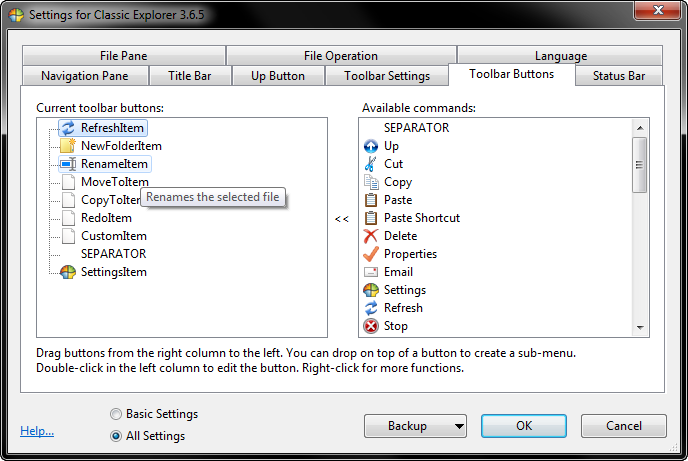 Settings for Classic Explorer 3.6.5
File Pane File Operation Language
Navigation Pane Title Bar Up Button Toolbar Settings Toolbar Buttons Status Bar
Current toolbar buttons:
RefreshItem
NewFolderItem
RenameItem
MoveToItem
CopyToItem
RedoItem
CustomItem
SEPARATOR
SettingsItem
Renames the selected file
<<
Available commands:
SEPARATOR
Up
Cut
Copy
Paste
Paste Shortcut
Delete
Properties
Email
Settings
Refresh
Stop
Drag buttons from the right column to the left. You can drop on top of a button to create a sub-menu.
Double-click in the left column to edit the button. Right-click for more functions.
Help...
Basic Settings
All Settings
Backup OK Cancel